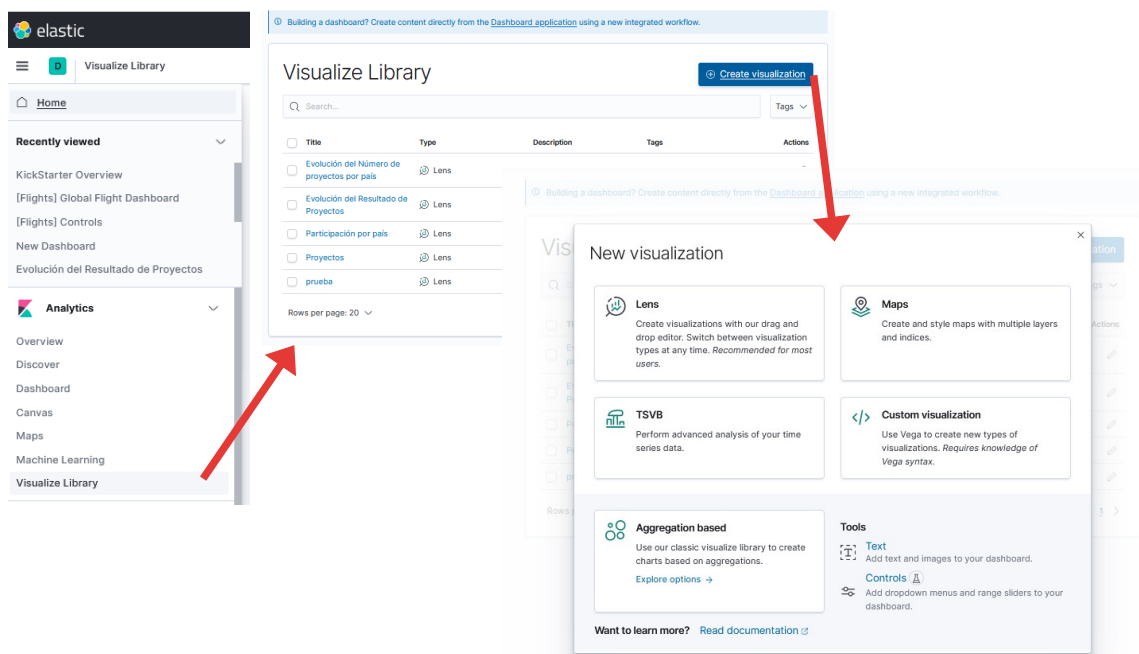 elastic
D
Visualize Library
Home
Recently viewed
KickStarter Overview
[Flights] Global Flight Dashboard
[Flights] Controls
New Dashboard
Evolución del Resultado de Proyectos
Analytics
Overview
Discover
Dashboard
Canvas
Maps
Machine Learning
Visualize Library
Building a dashboard? Create content directly from the Dashboard application using a new integrated workflow.
Visualize Library
Create visualization
Search...
Tags
Title Type Description Tags Actions
Evolución del Número de
proyectos por país
Lens
Evolución del Resultado de
Proyectos
Lens
Participación por país Lens
Proyectos Lens
prueba Lens
Rows per page: 20
Building a dashboard? Create content directly from the Dashboard application using a new integrated workflow.
Vis
Actions
Rows
1
New visualization
Lens
Create visualizations with our drag and
drop editor. Switch between visualization
types at any time. Recommended for most
users.
Maps
Create and style maps with multiple layers
and indices.
TSVB
Perform advanced analysis of your time
series data.
Custom visualization
Use Vega to create new types of
visualizations. Requires knowledge of
Vega syntax.
Aggregation based
Use our classic visualize library to create
charts based on aggregations.
Explore options
Tools
Text
Add text and images to your dashboard.
Controls
Add dropdown menus and range sliders to your
dashboard.
Want to learn more? Read documentation